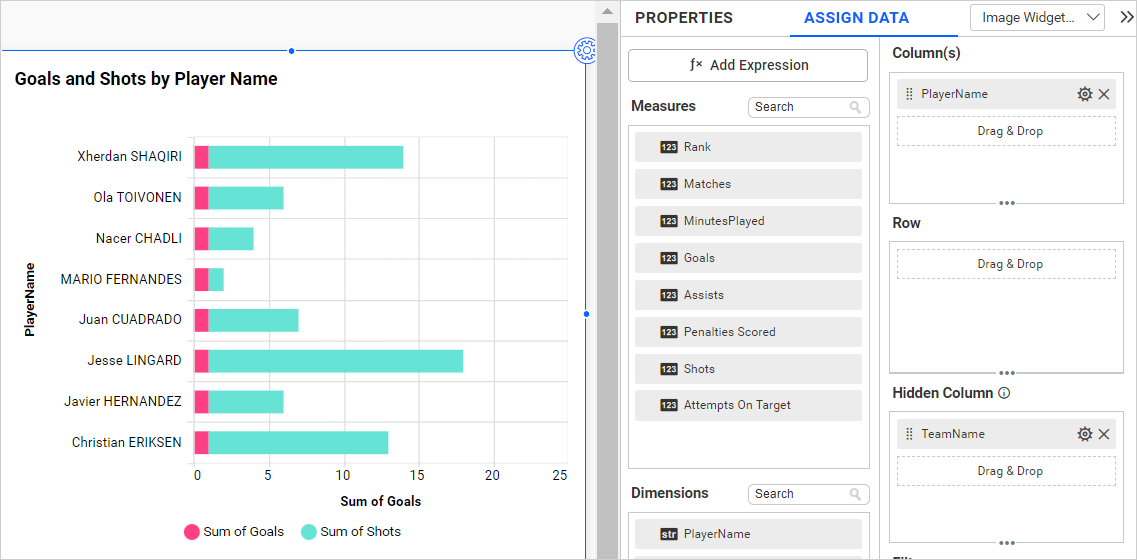 Goals and Shots by Player Name
PlayerName
Xherdan SHAQIRI
Ola TOIVONEN
Nacer CHADLI
MARIO FERNANDES
Juan CUADRADO
Jesse LINGARD
Javier HERNANDEZ
Christian ERIKSEN
0 5 10 15 20 25
Sum of Goals
Sum of Goals Sum of Shots
PROPERTIES ASSIGN DATA Image Widget...
ƒx Add Expression
Measures Search
123 Rank
123 Matches
123 MinutesPlayed
123 Goals
123 Assists
123 Penalties Scored
123 Shots
123 Attempts On Target
Dimensions Search
str PlayerName
Column(s)
PlayerName
Drag & Drop
Row
Drag & Drop
Hidden Column
TeamName
Drag & Drop